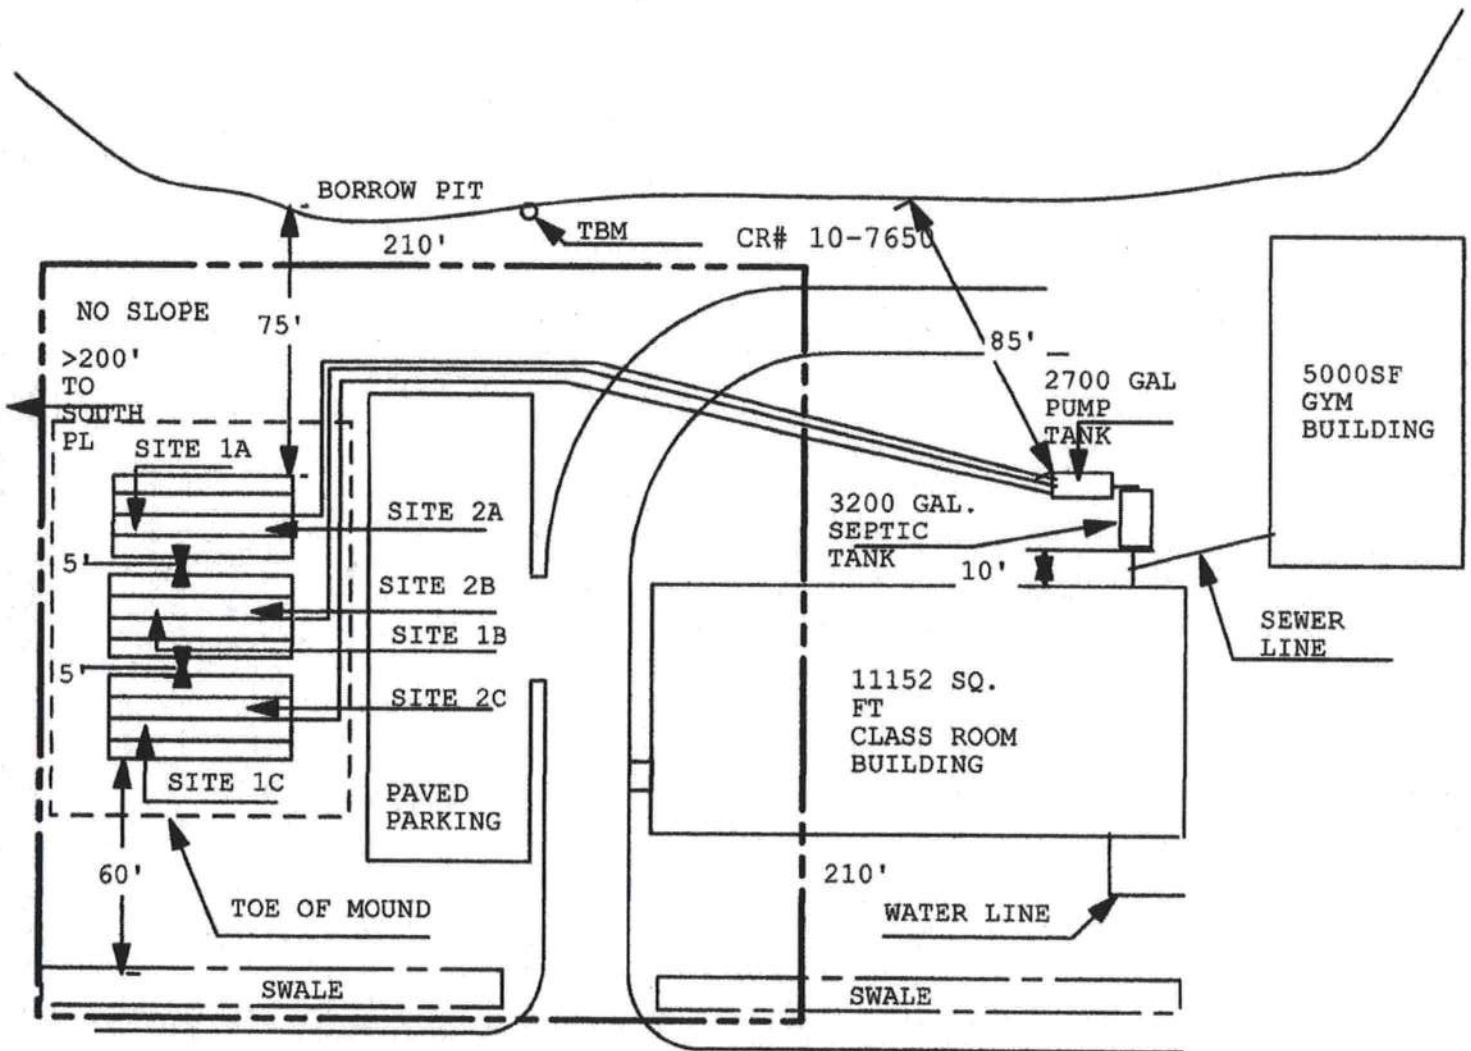 BORROW PIT
TBM
CR# 10-7650
210'
NO SLOPE
75'
>200'
TO
SOUTH
PL
85'
2700 GAL
PUMP
TANK
5000SF
GYM
BUILDING
SITE 1A
SITE 2A
3200 GAL.
SEPTIC
TANK
5'
10'
SITE 2B
SITE 1B
SEWER
LINE
5'
SITE 2C
11152 SQ.
FT
CLASS ROOM
BUILDING
SITE 1C
PAVED
PARKING
60'
210'
TOE OF MOUND
WATER LINE
SWALE
SWALE